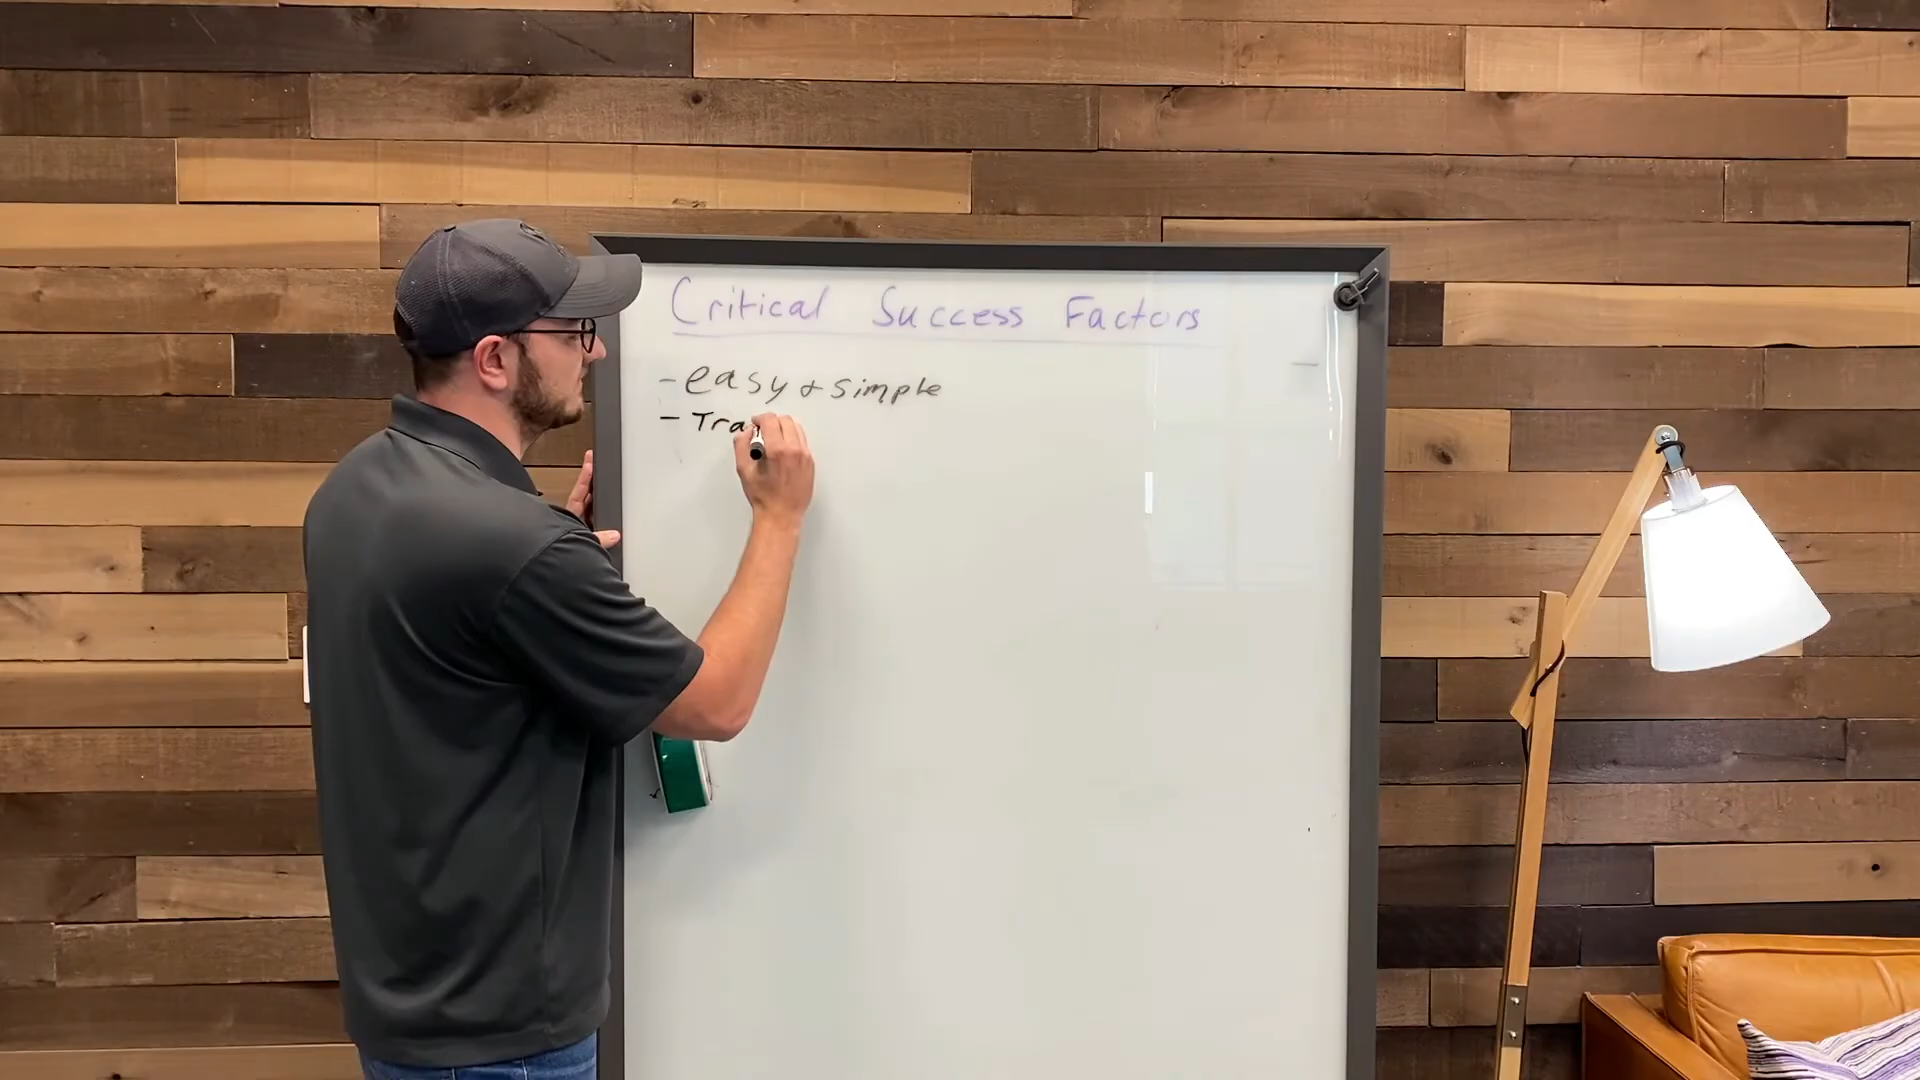 Critical Success Factors
- easy & simple
- Tra